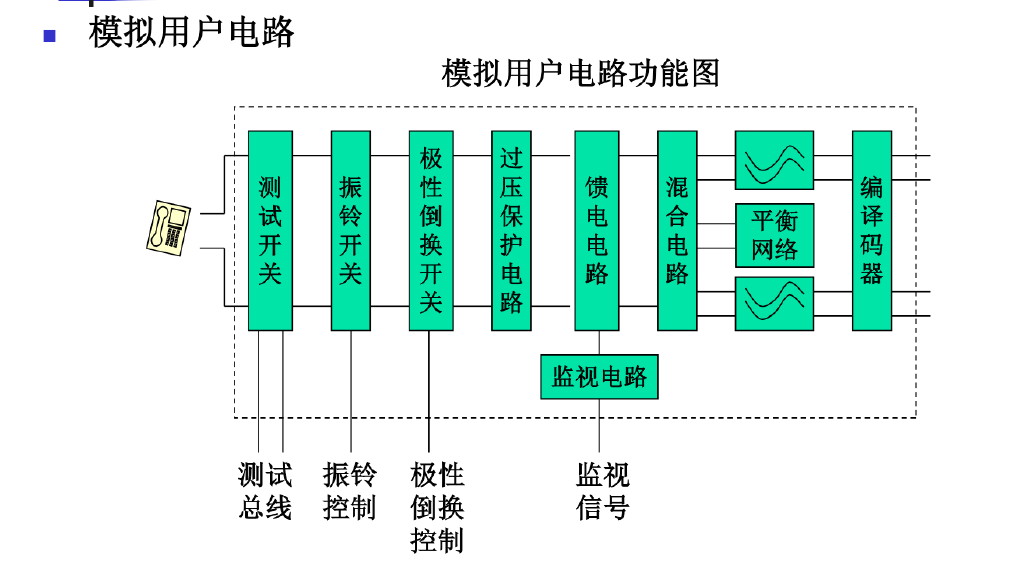 模拟用户电路
模拟用户电路功能图
测试开关
振铃开关
极性倒换开关
过压保护电路
馈电电路
混合电路
平衡
网络
编译码器
监视电路
测试
总线
振铃
控制
极性
倒换
控制
监视
信号